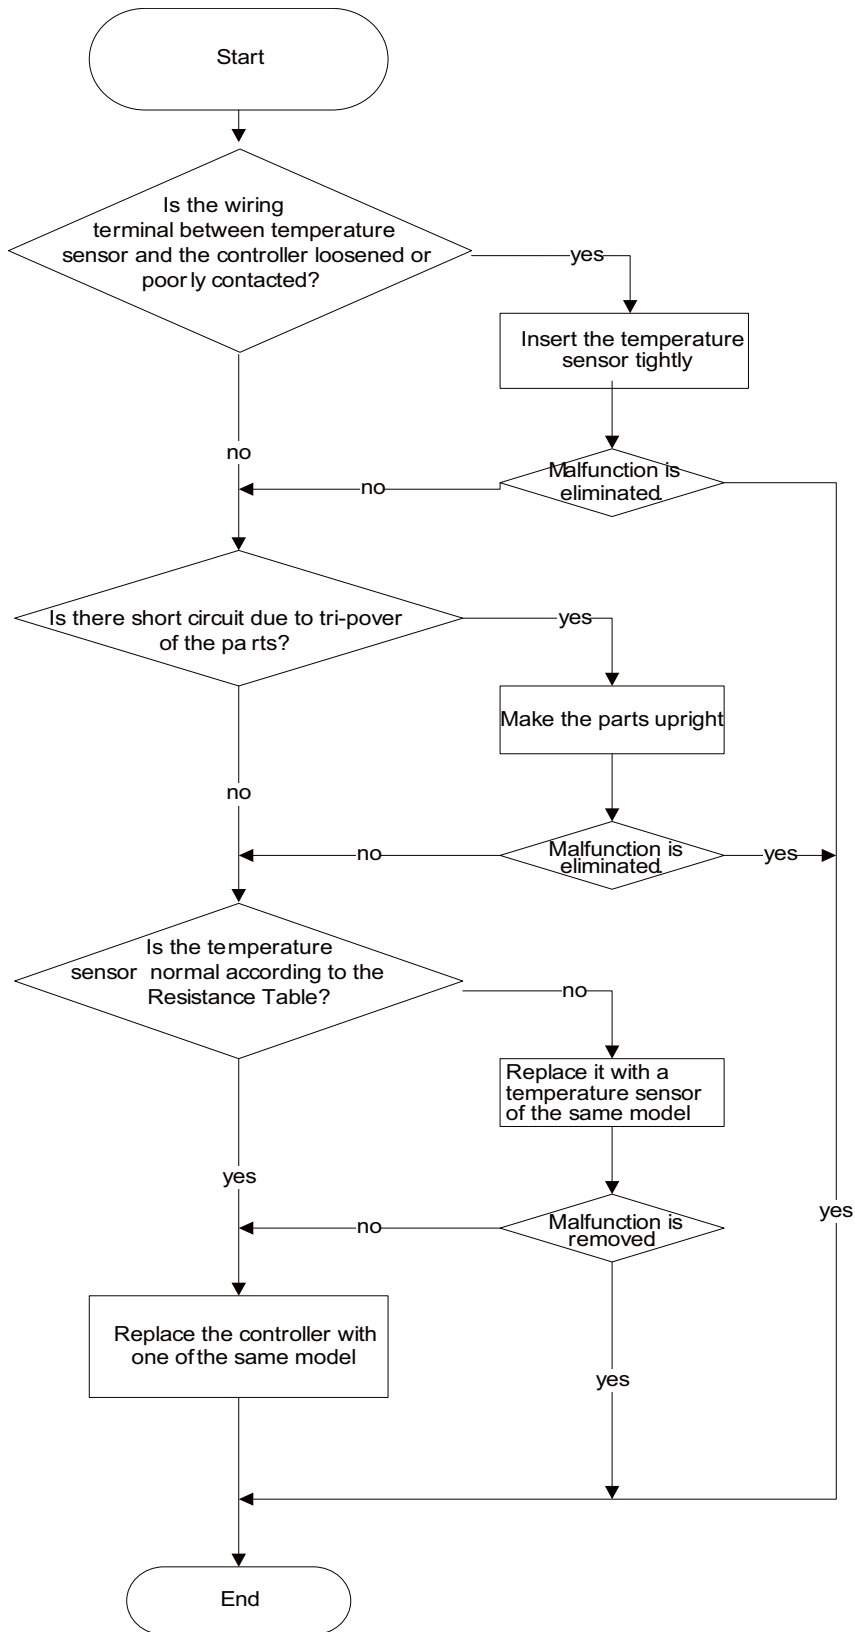 Start
Is the wiring
terminal between temperature
sensor and the controller loosened or
poorly contacted?
yes
Insert the temperature
sensor tightly
no
Malfunction is
eliminated.
no
Is there short circuit due to tri-pover
of the parts?
yes
Make the parts upright
no
Malfunction is
eliminated.
no
yes
Is the temperature
sensor normal according to the
Resistance Table?
no
Replace it with a
temperature sensor
of the same model
yes
Malfunction is
removed
no
yes
Replace the controller with
one of the same model
yes
End